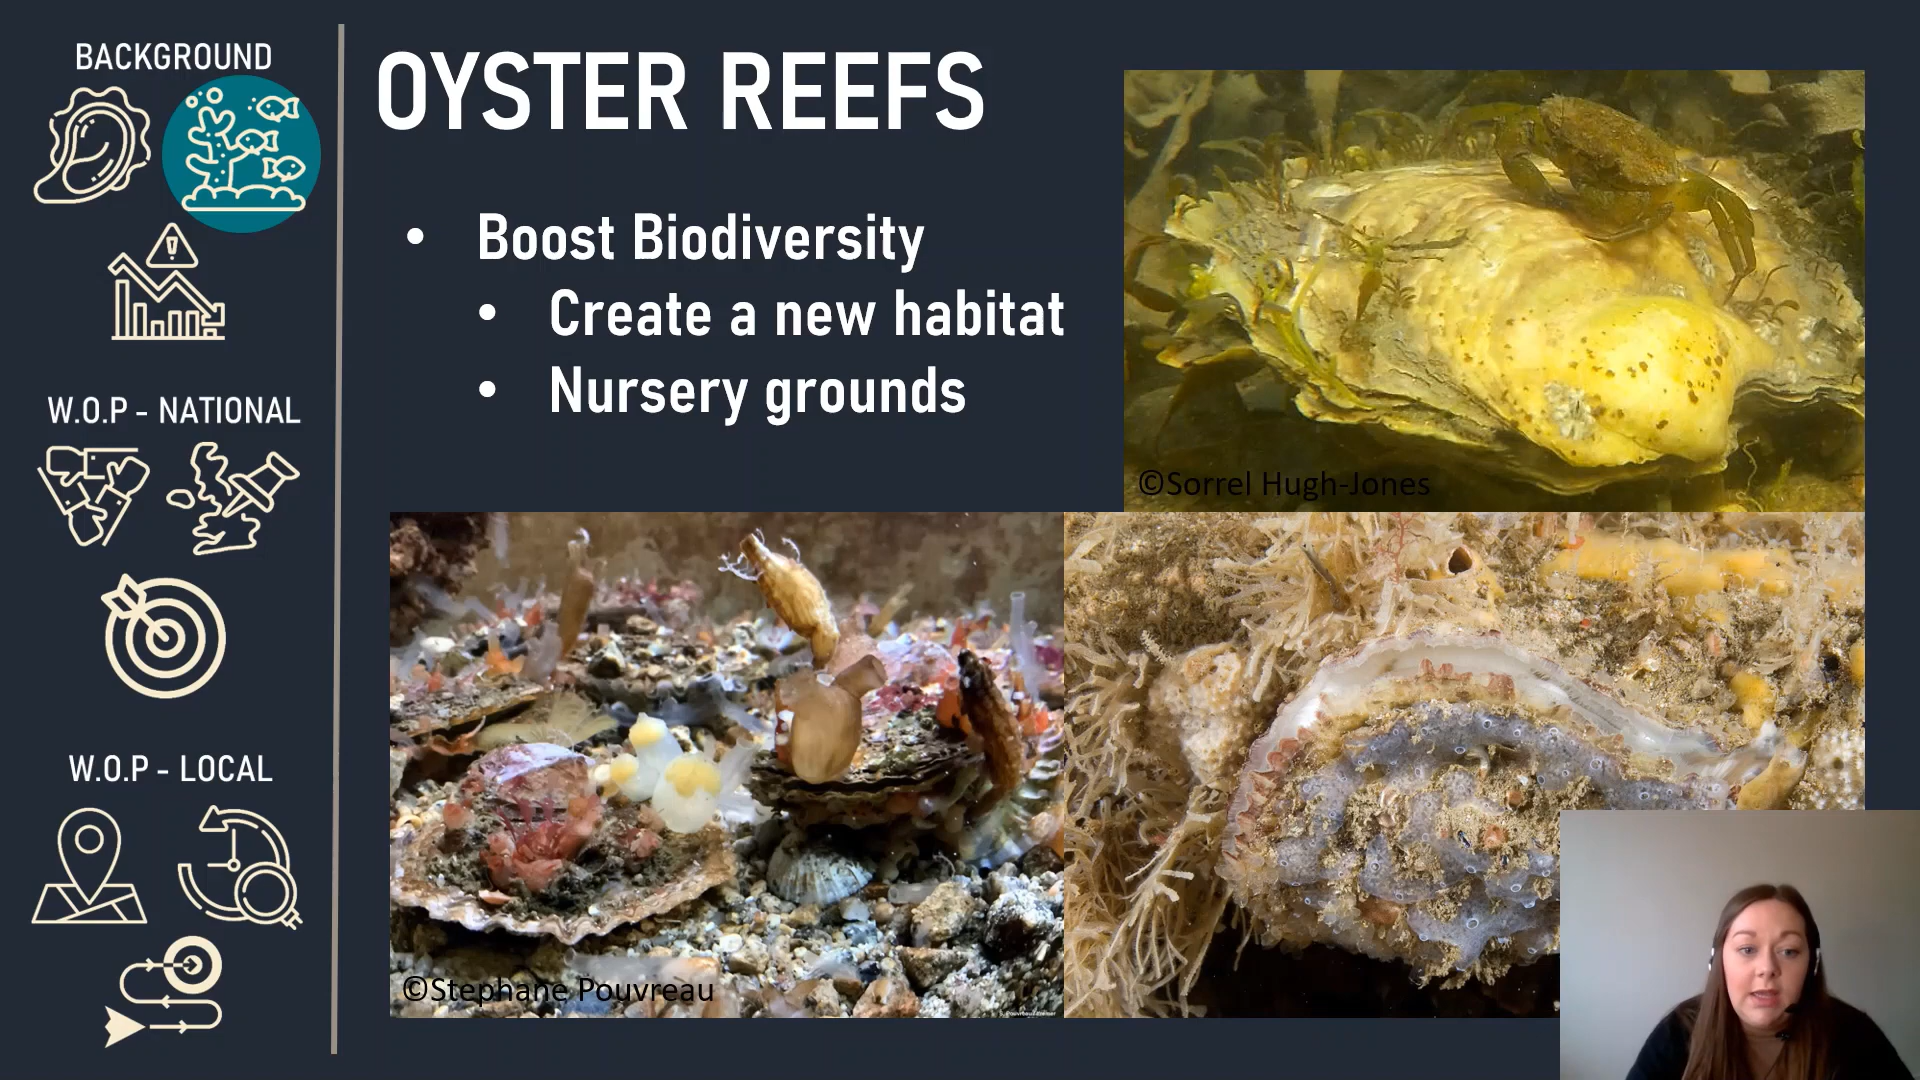 BACKGROUND
W.O.P - NATIONAL
W.O.P - LOCAL
OYSTER REEFS
• Boost Biodiversity
• Create a new habitat
• Nursery grounds
©Sorrel Hugh-Jones
©Stephane Pouvreau